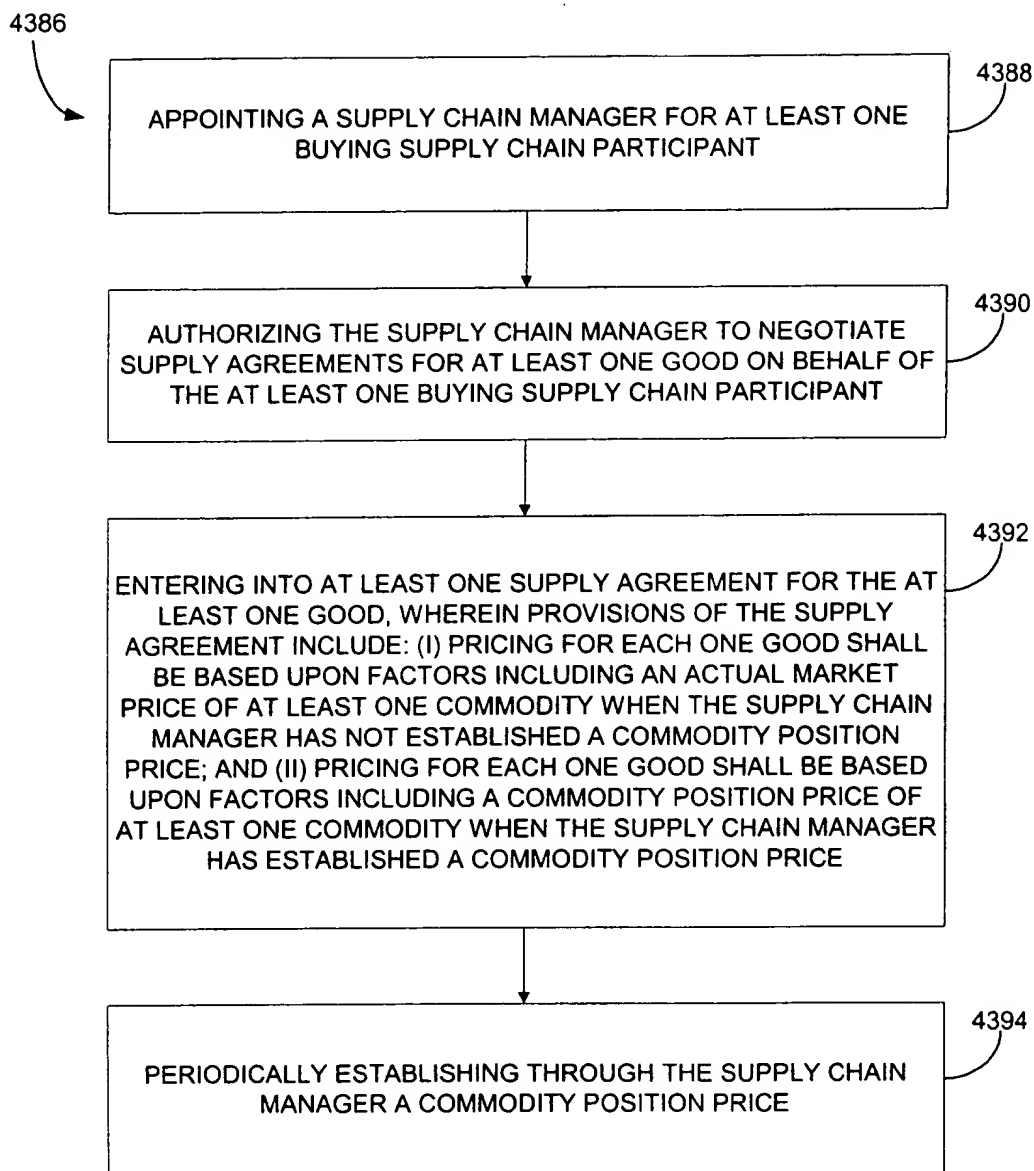 4386
4388
APPOINTING A SUPPLY CHAIN MANAGER FOR AT LEAST ONE
BUYING SUPPLY CHAIN PARTICIPANT
4390
AUTHORIZING THE SUPPLY CHAIN MANAGER TO NEGOTIATE
SUPPLY AGREEMENTS FOR AT LEAST ONE GOOD ON BEHALF OF
THE AT LEAST ONE BUYING SUPPLY CHAIN PARTICIPANT
4392
ENTERING INTO AT LEAST ONE SUPPLY AGREEMENT FOR THE AT
LEAST ONE GOOD, WHEREIN PROVISIONS OF THE SUPPLY
AGREEMENT INCLUDE: (I) PRICING FOR EACH ONE GOOD SHALL
BE BASED UPON FACTORS INCLUDING AN ACTUAL MARKET
PRICE OF AT LEAST ONE COMMODITY WHEN THE SUPPLY CHAIN
MANAGER HAS NOT ESTABLISHED A COMMODITY POSITION
PRICE; AND (II) PRICING FOR EACH ONE GOOD SHALL BE BASED
UPON FACTORS INCLUDING A COMMODITY POSITION PRICE OF
AT LEAST ONE COMMODITY WHEN THE SUPPLY CHAIN MANAGER
HAS ESTABLISHED A COMMODITY POSITION PRICE
4394
PERIODICALLY ESTABLISHING THROUGH THE SUPPLY CHAIN
MANAGER A COMMODITY POSITION PRICE